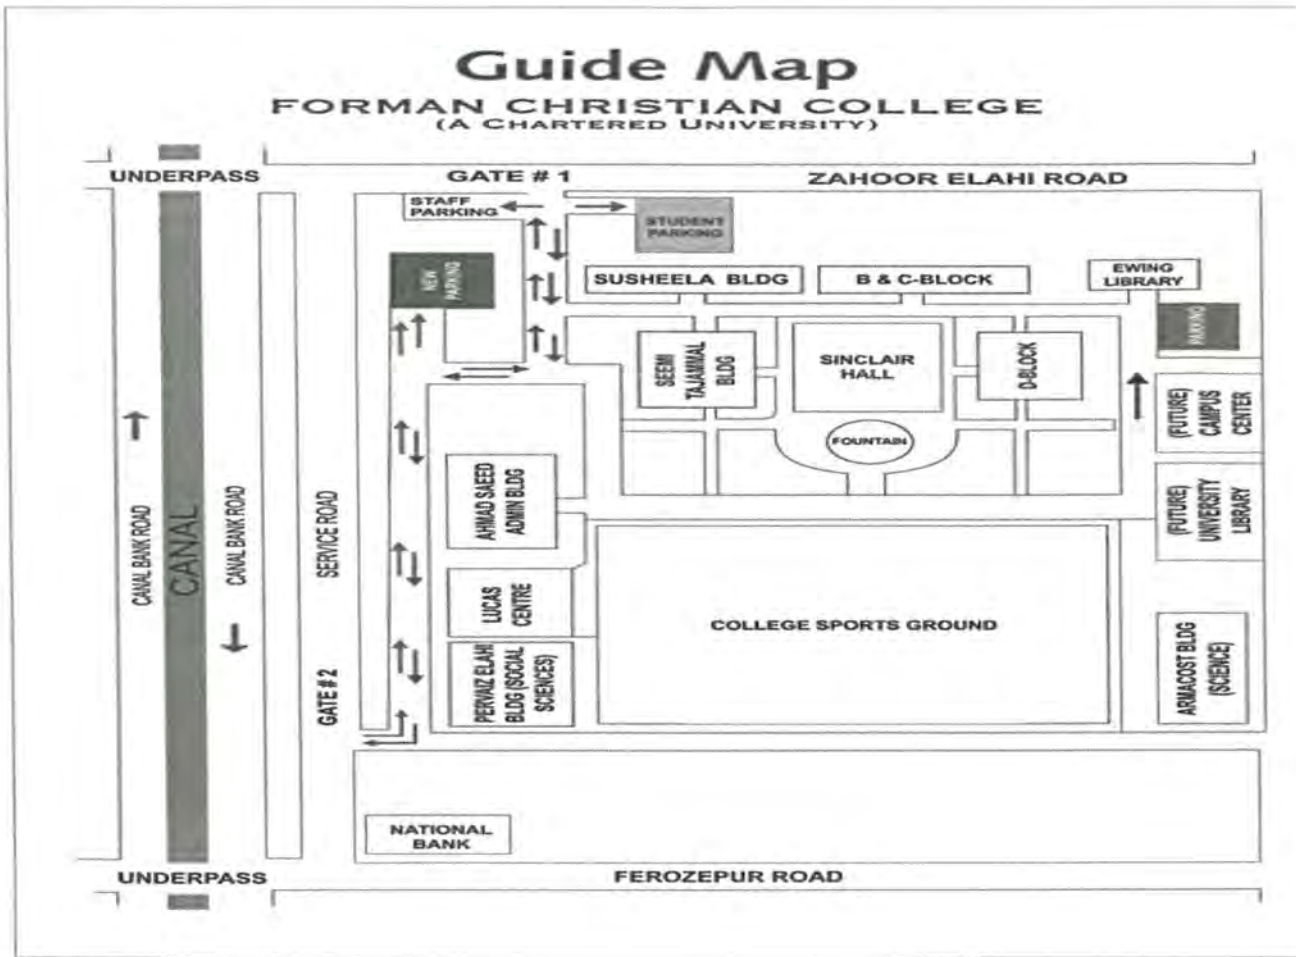 Guide Map
FORMAN CHRISTIAN COLLEGE
(A CHARTERED UNIVERSITY)
UNDERPASS
GATE # 1
ZAHOOR ELAHI ROAD
STAFF
PARKING
STUDENT
PARKING
NEW
PARKING
SUSHEELA BLDG
B & C-BLOCK
EWING
LIBRARY
PARKING
SEEMI
TAJAMMAL
BLDG
SINCLAIR
HALL
D-BLOCK
FOUNTAIN
(FUTURE)
CAMPUS
CENTER
(FUTURE)
UNIVERSITY
LIBRARY
AHMAD SAEED
ADMIN BLDG
CANAL BANK ROAD
CANAL
CANAL BANK ROAD
SERVICE ROAD
LUCAS
CENTRE
COLLEGE SPORTS GROUND
GATE # 2
PERVAIZ ELAHI
BLDG (SOCIAL
SCIENCES)
ARMACOST BLDG
(SCIENCE)
NATIONAL
BANK
UNDERPASS
FEROZEPUR ROAD